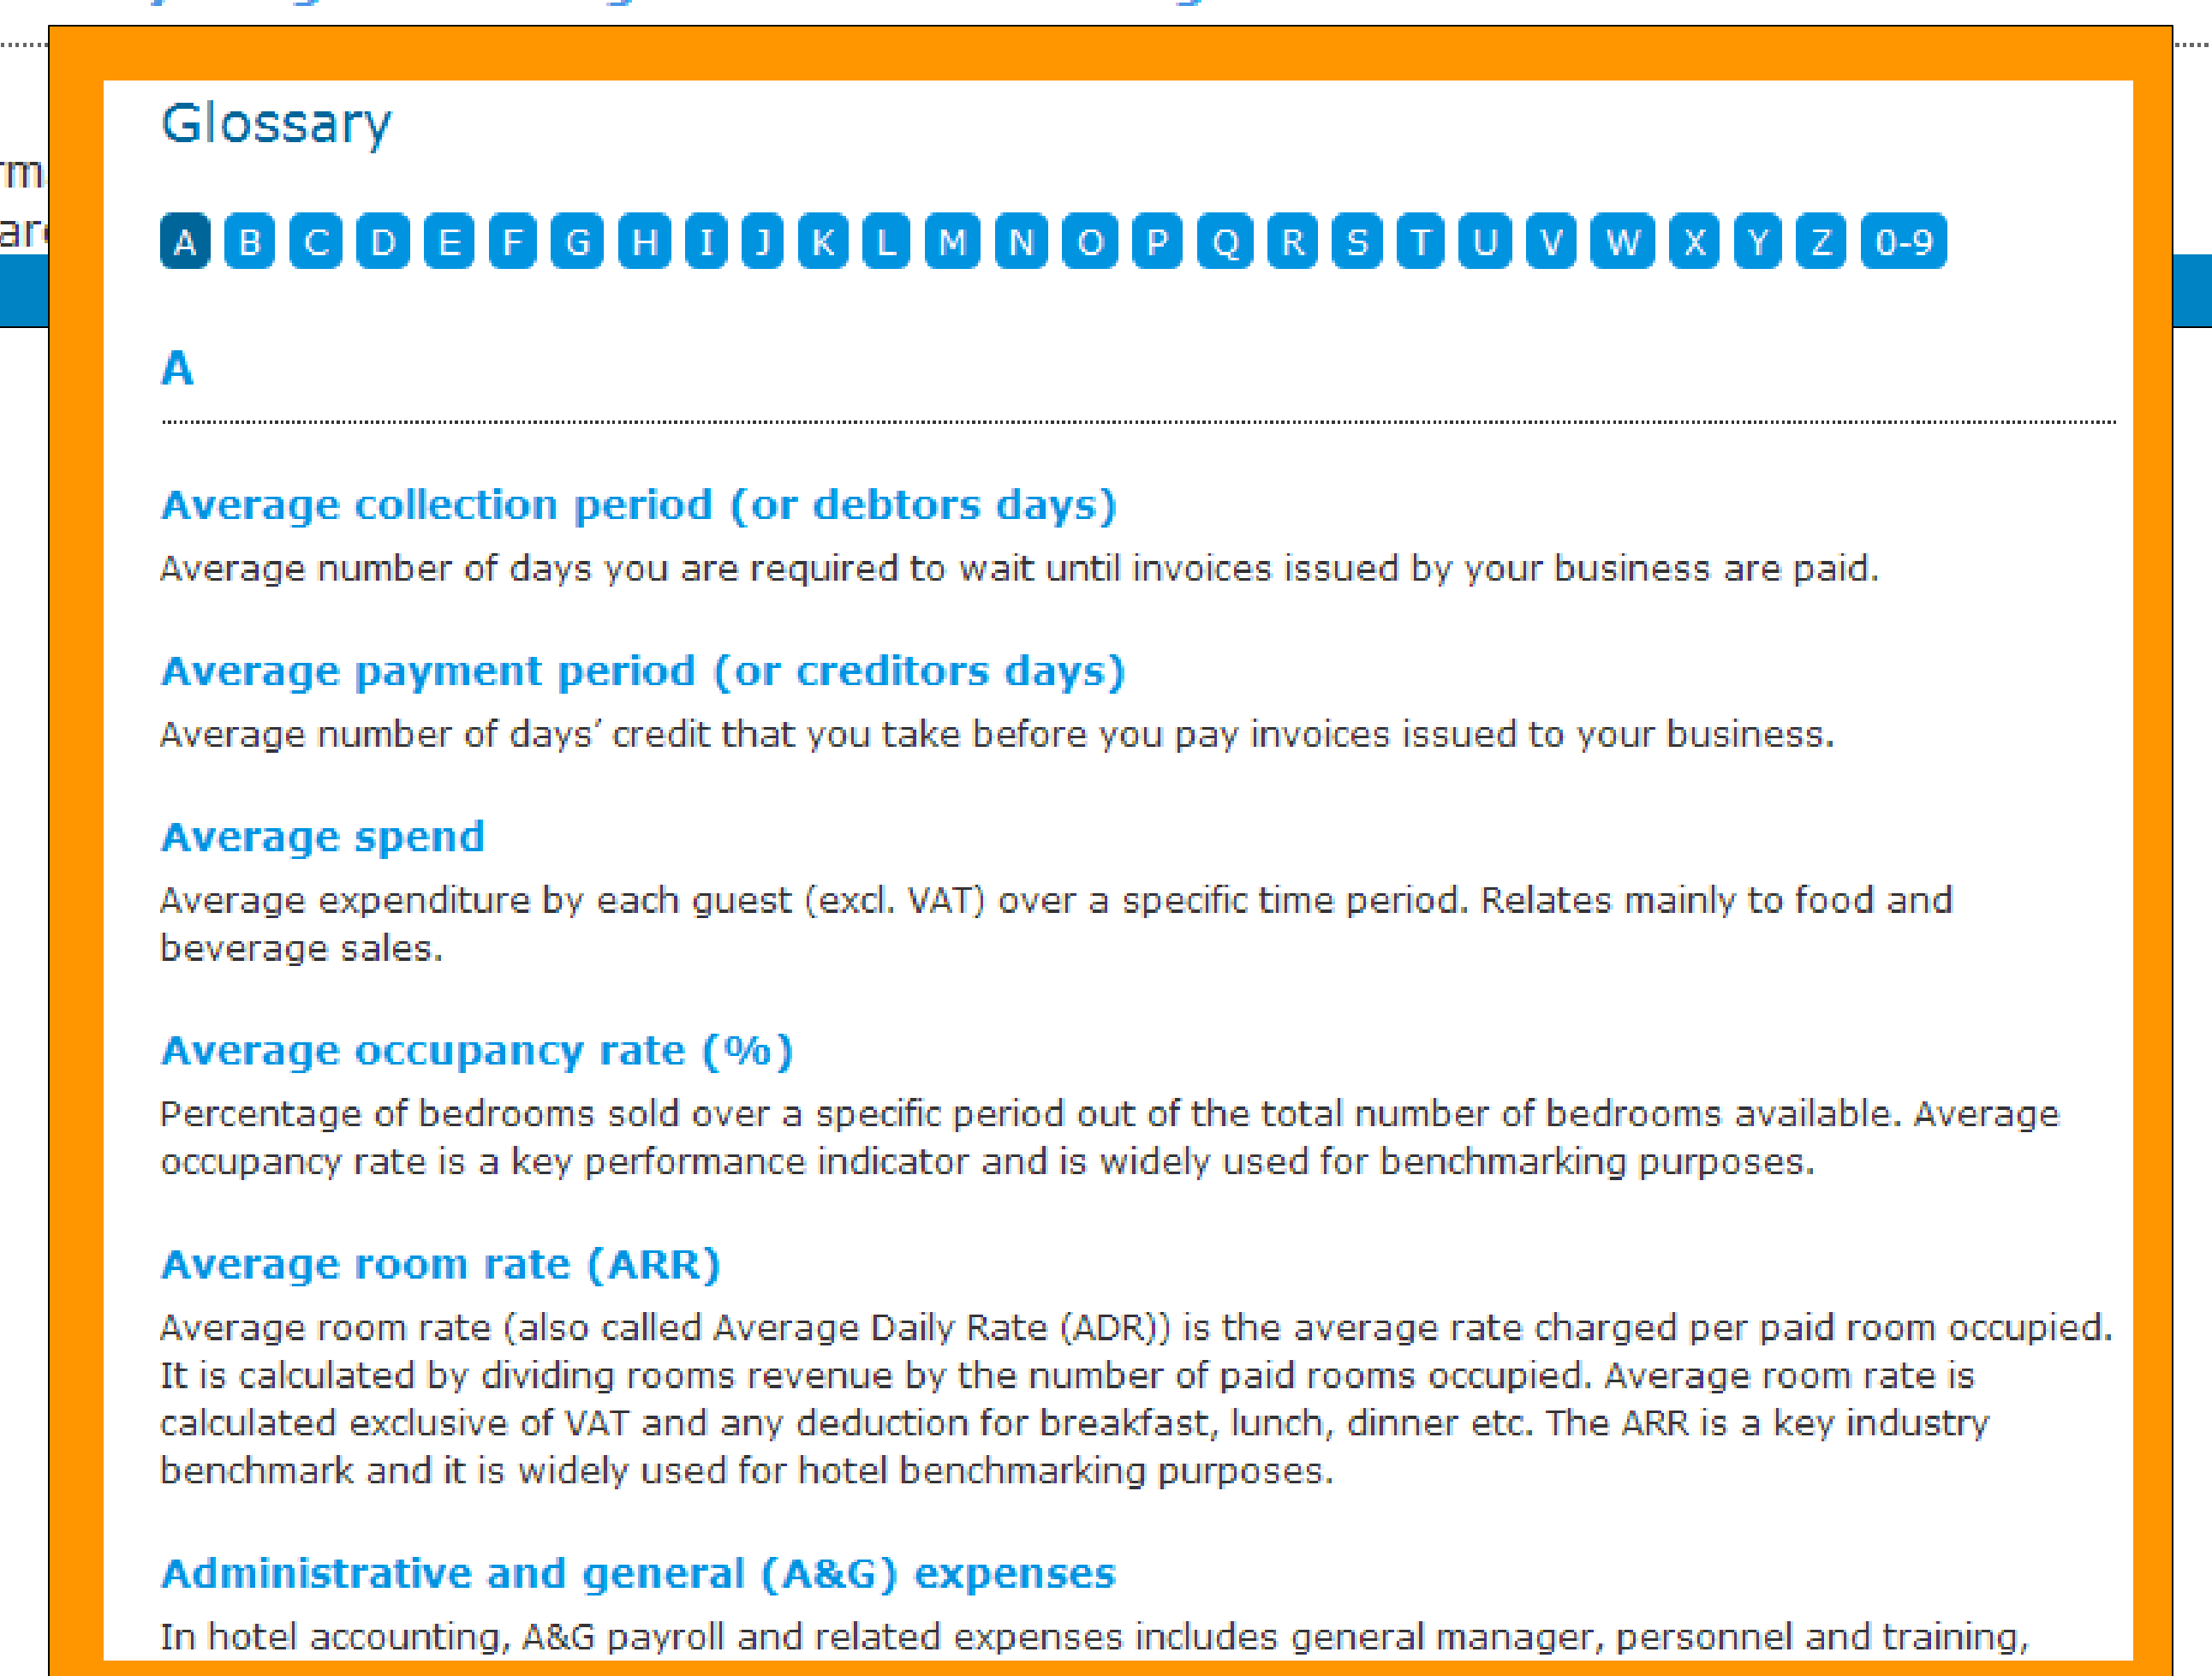 Glossary
A B C D E F G H I J K L M N O P Q R S T U V W X Y Z 0-9
A
Average collection period (or debtors days)
Average number of days you are required to wait until invoices issued by your business are paid.
Average payment period (or creditors days)
Average number of days’ credit that you take before you pay invoices issued to your business.
Average spend
Average expenditure by each guest (excl. VAT) over a specific time period. Relates mainly to food and
beverage sales.
Average occupancy rate (%)
Percentage of bedrooms sold over a specific period out of the total number of bedrooms available. Average
occupancy rate is a key performance indicator and is widely used for benchmarking purposes.
Average room rate (ARR)
Average room rate (also called Average Daily Rate (ADR)) is the average rate charged per paid room occupied.
It is calculated by dividing rooms revenue by the number of paid rooms occupied. Average room rate is
calculated exclusive of VAT and any deduction for breakfast, lunch, dinner etc. The ARR is a key industry
benchmark and it is widely used for hotel benchmarking purposes.
Administrative and general (A&G) expenses
In hotel accounting, A&G payroll and related expenses includes general manager, personnel and training,